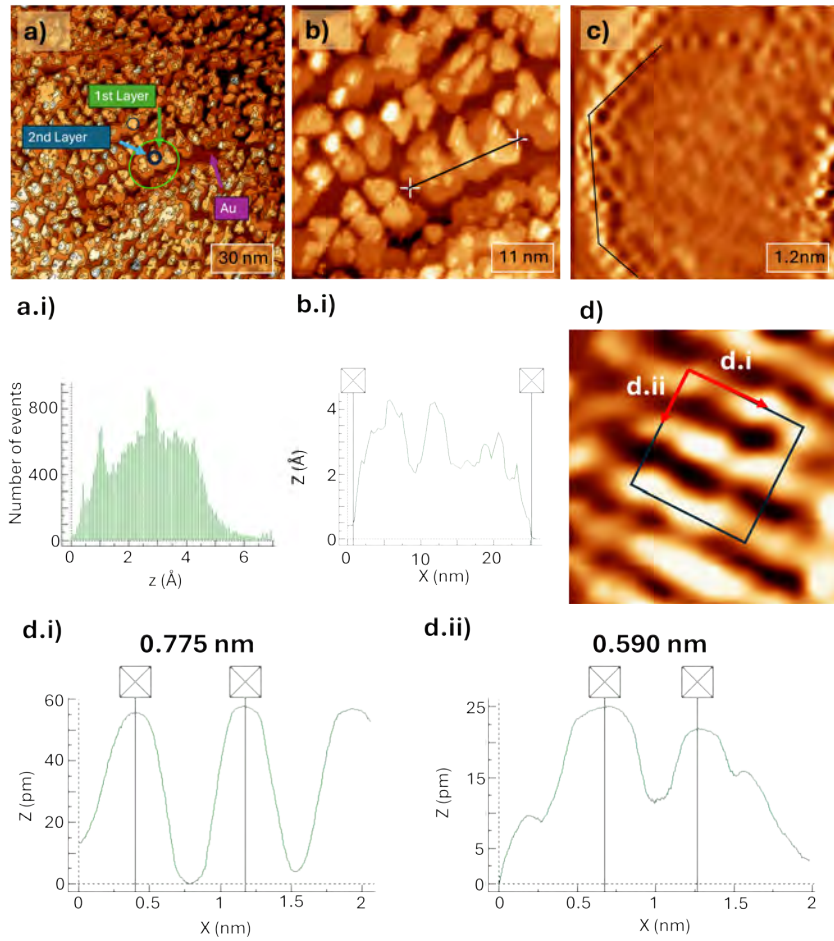 a)
1st Layer
2nd Layer
Au
30 nm
b)
11 nm
c)
1.2nm
a.i)
Number of events
800
400
0
0
2
4
6
z (Å)
b.i)
Z (Å)
4
2
0
0
10
20
X (nm)
d)
d.i
d.ii
d.i)
0.775 nm
Z (pm)
60
40
20
0
0
0.5
1
1.5
2
X (nm)
d.ii)
0.590 nm
Z (pm)
25
15
5
0
0
0.5
1
1.5
2
X (nm)